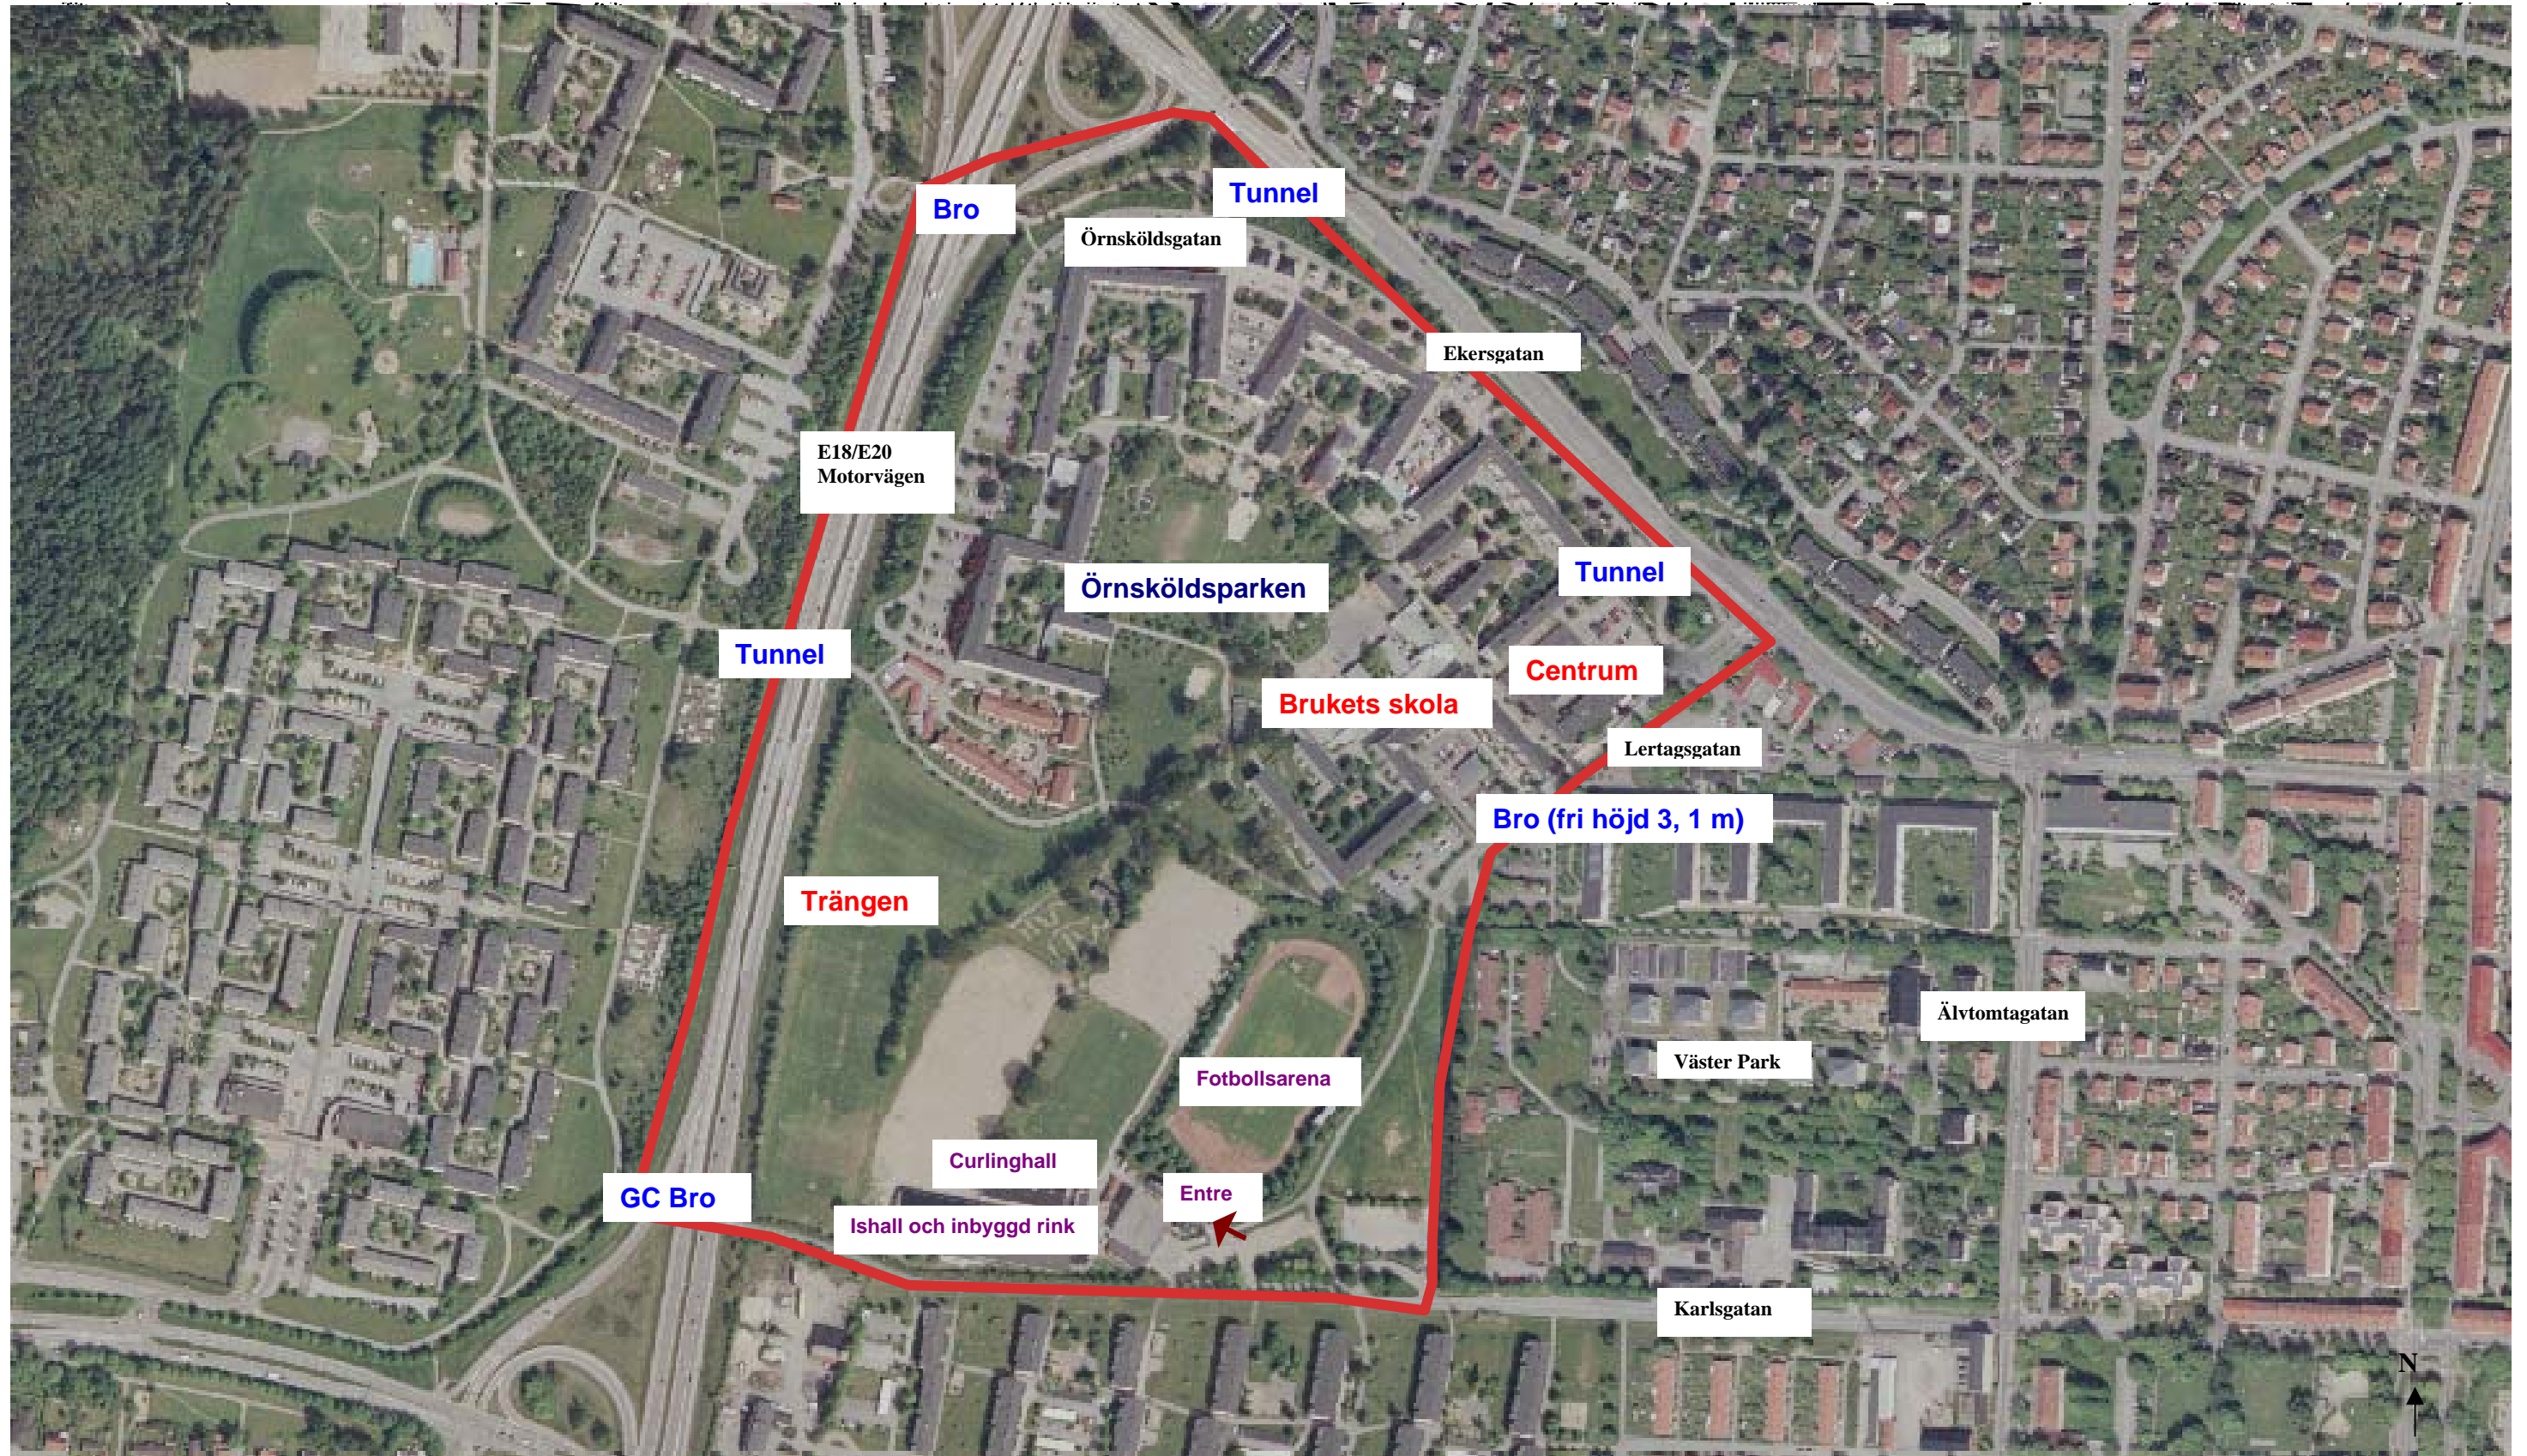 Bro
Tunnel
Örnsköldsgatan
Ekersgatan
E18/E20
Motorvägen
Örnsköldsparken
Tunnel
Tunnel
Centrum
Brukets skola
Lertagsgatan
Bro (fri höjd 3, 1 m)
Trängen
Älvtomtagatan
Väster Park
Fotbollsarena
Curlinghall
GC Bro
Entre
Ishall och inbyggd rink
Karlsgatan
N